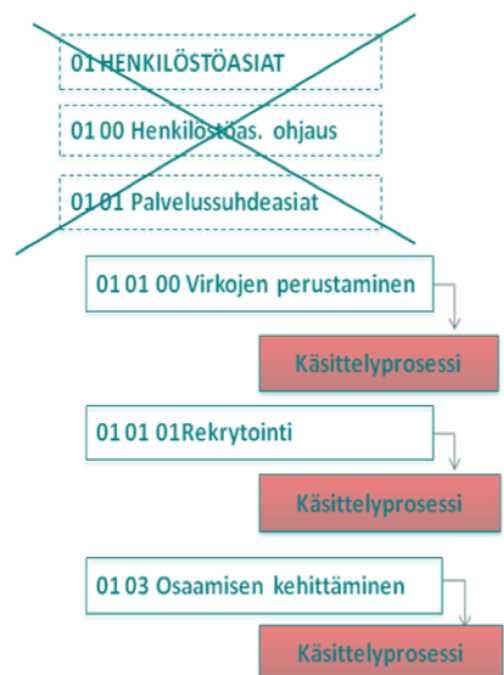 01 HENKILÖSTÖASIAT
01 00 Henkilöstöas. ohjaus
01 01 Palvelussuhdeasiat
01 01 00 Virkojen perustaminen
Käsittelyprosessi
01 01 01Rekrytointi
Käsittelyprosessi
01 03 Osaamisen kehittäminen
Käsittelyprosessi